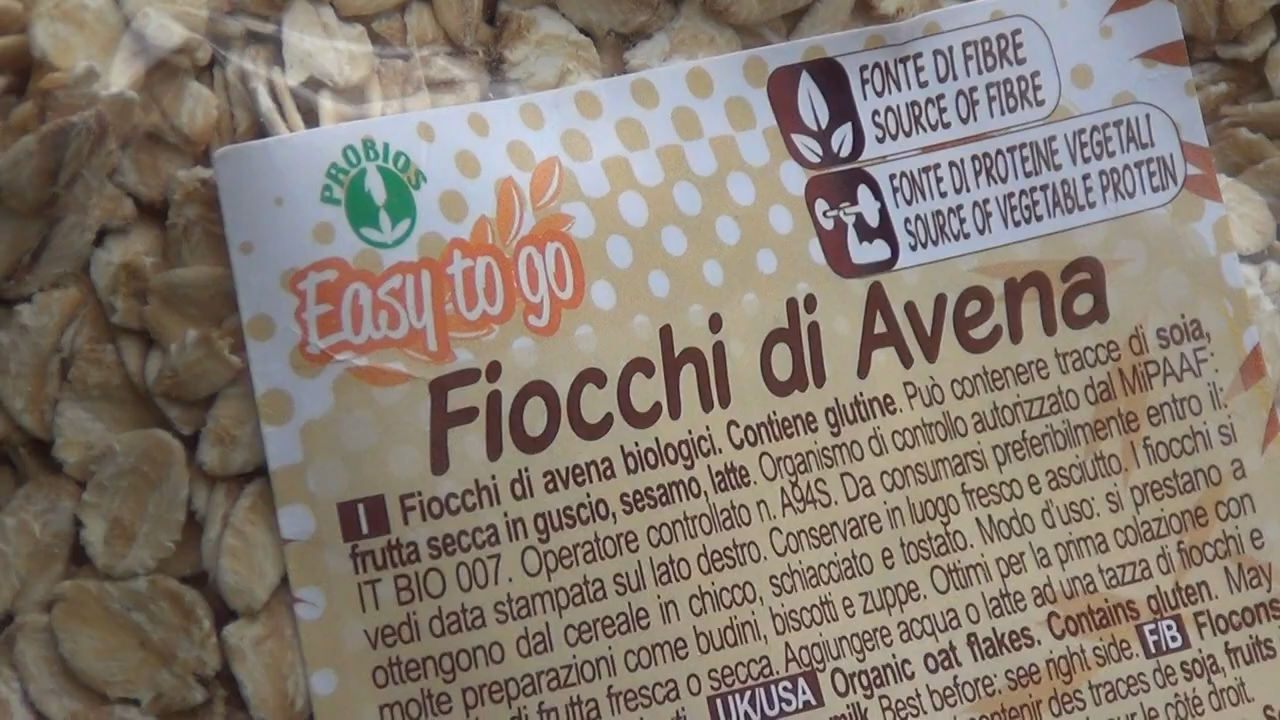 PROBIOS
Easy to go
FONTE DI FIBRE
SOURCE OF FIBRE
FONTE DI PROTEINE VEGETALI
SOURCE OF VEGETABLE PROTEIN
Fiocchi di Avena
I Fiocchi di avena biologici. Contiene glutine. Può contenere tracce di soia,
frutta secca in guscio, sesamo, latte. Organismo di controllo autorizzato dal MiPAAF:
IT BIO 007. Operatore controllato n. A94S. Da consumarsi preferibilmente entro il:
vedi data stampata sul lato destro. Conservare in luogo fresco e asciutto. I fiocchi si
ottengono dal cereale in chicco, schiacciato e tostato. Modo d'uso: si prestano a
molte preparazioni come budini, biscotti e zuppe. Ottimi per la prima colazione con
di frutta fresca o secca. Aggiungere acqua o latte ad una tazza di fiocchi e
UK/USA Organic oat flakes. Contains gluten. May
milk. Best before: see right side. F/B Flocons
contenir des traces de soja, fruits
le côté droit.